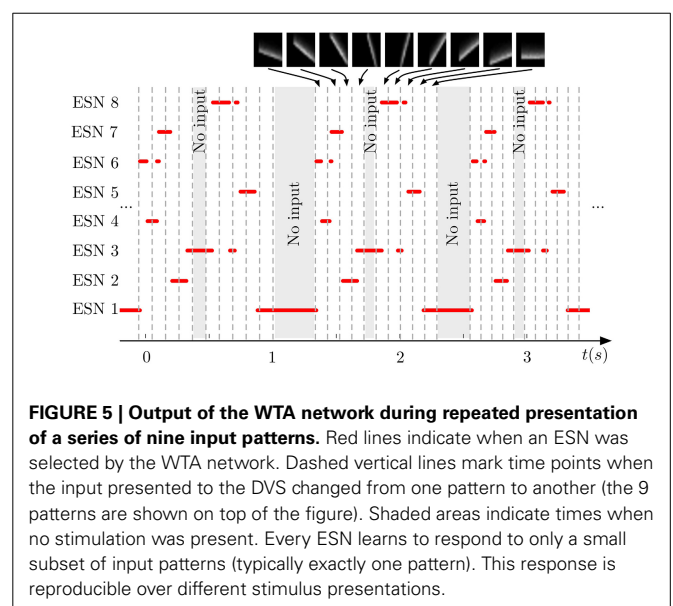 ESN 8
ESN 7
ESN 6
ESN 5
...
...
ESN 4
ESN 3
ESN 2
ESN 1
No input
No input
No input
No input
No input
0
1
2
3
t(s)
FIGURE 5 | Output of the WTA network during repeated presentation
of a series of nine input patterns. Red lines indicate when an ESN was
selected by the WTA network. Dashed vertical lines mark time points when
the input presented to the DVS changed from one pattern to another (the 9
patterns are shown on top of the figure). Shaded areas indicate times when
no stimulation was present. Every ESN learns to respond to only a small
subset of input patterns (typically exactly one pattern). This response is
reproducible over different stimulus presentations.